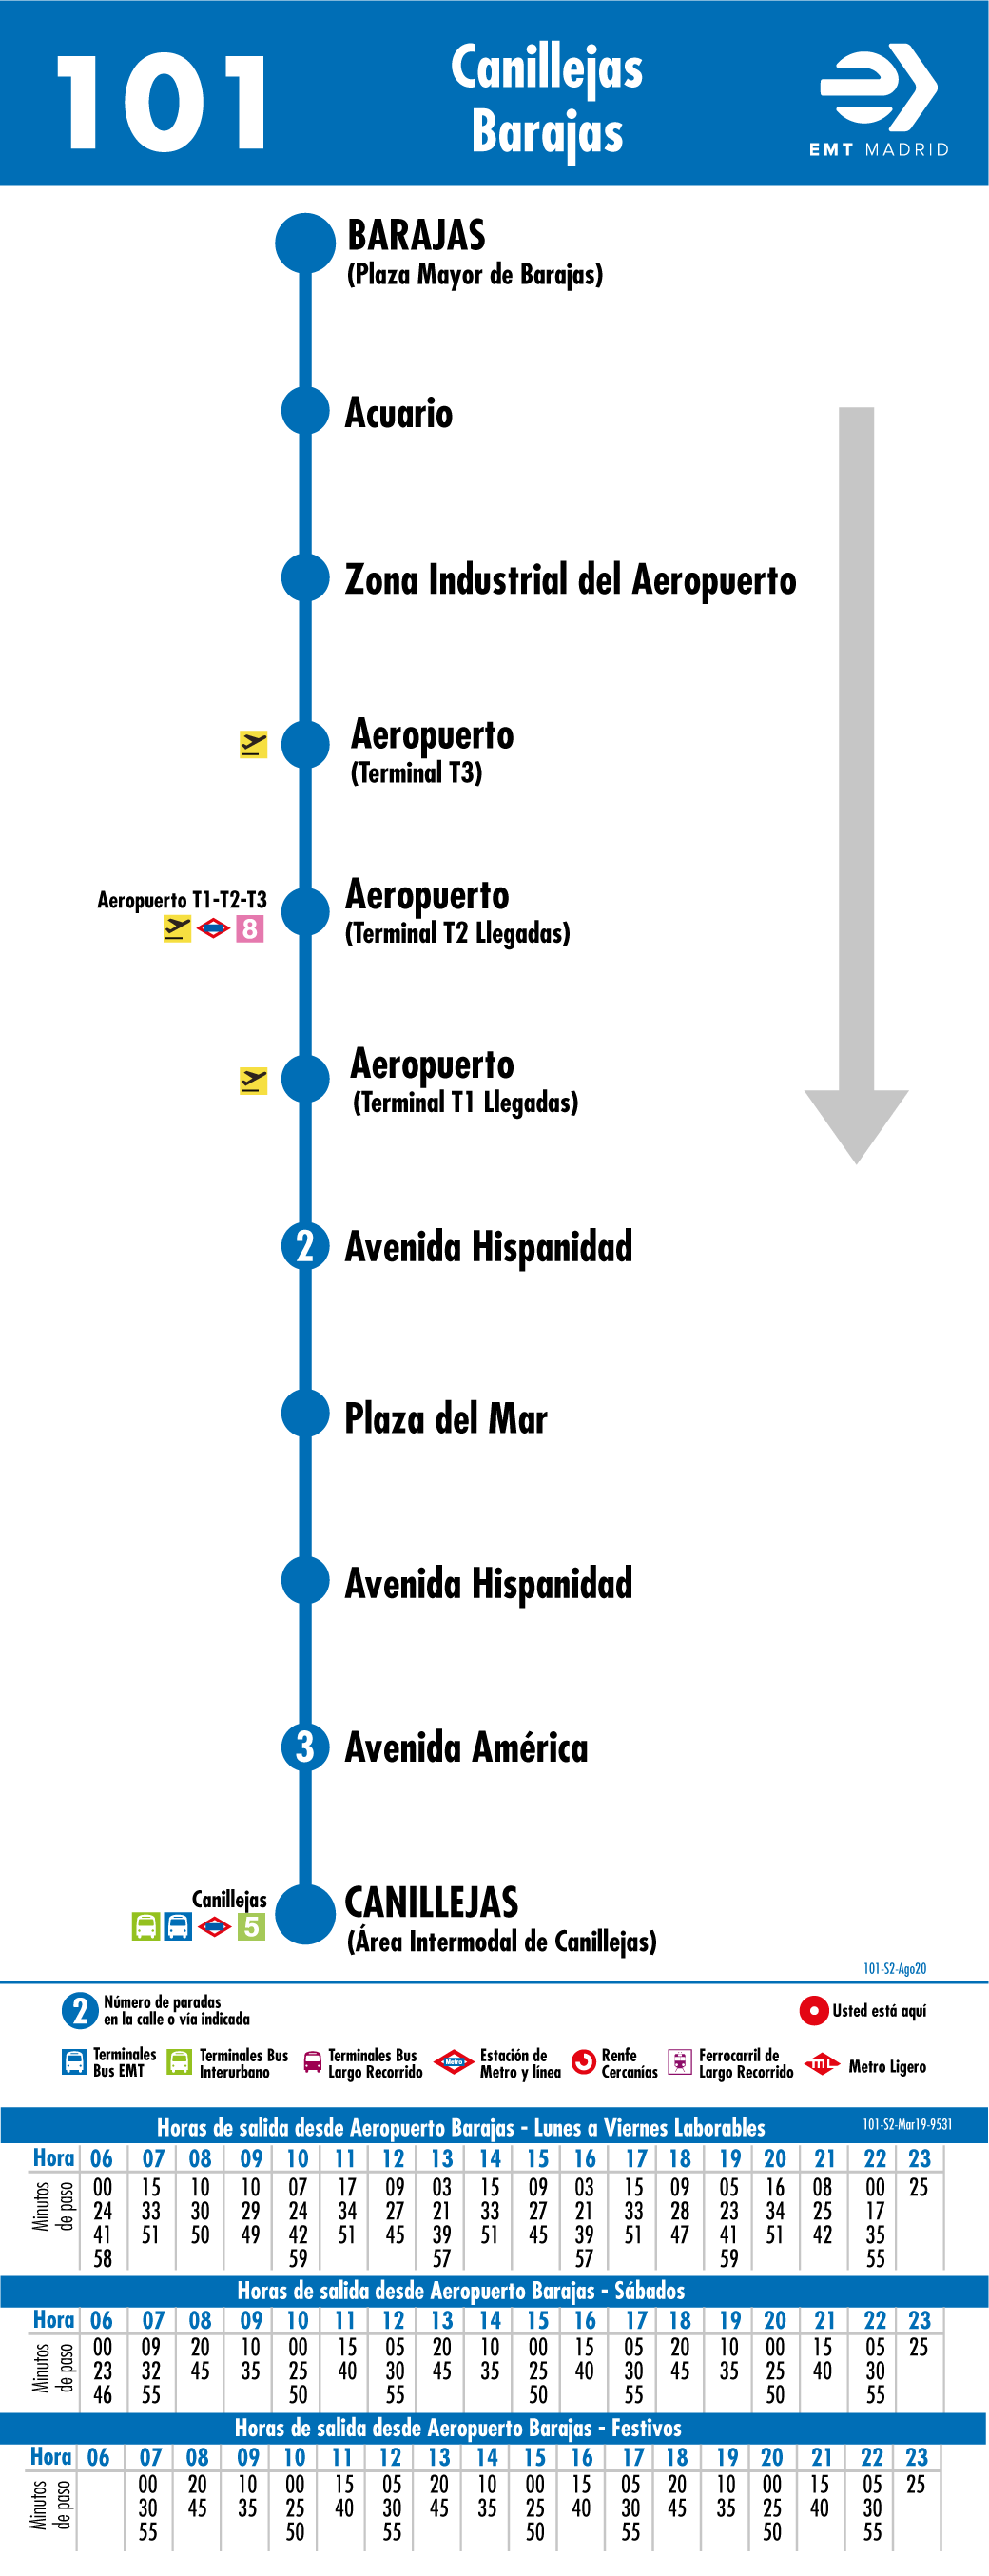 101
Canillejas
Barajas
EMT MADRID
BARAJAS
(Plaza Mayor de Barajas)
Acuario
Zona Industrial del Aeropuerto
Aeropuerto
(Terminal T3)
Aeropuerto T1-T2-T3
8
Aeropuerto
(Terminal T2 Llegadas)
Aeropuerto
(Terminal T1 Llegadas)
2 Avenida Hispanidad
Plaza del Mar
Avenida Hispanidad
3 Avenida América
Canillejas
5
CANILLEJAS
(Área Intermodal de Canillejas)
101-S2-Ago20
2 Número de paradas
en la calle o vía indicada
Usted está aquí
Terminales
Bus EMT
Terminales Bus
Interurbano
Terminales Bus
Largo Recorrido
Metro
Estación de
Metro y línea
Renfe
Cercanías
Ferrocarril de
Largo Recorrido
ML
Metro Ligero
Horas de salida desde Aeropuerto Barajas - Lunes a Viernes Laborables 101-S2-Mar19-9531
Hora 06 07 08 09 10 11 12 13 14 15 16 17 18 19 20 21 22 23
Minutos
de paso
00 15 10 10 07 17 09 03 15 09 03 15 09 05 16 08 00 25
24 33 30 29 24 34 27 21 33 27 21 33 28 23 34 25 17
41 51 50 49 42 51 45 39 51 45 39 51 47 41 51 42 35
58 59 57 57 59 55
Horas de salida desde Aeropuerto Barajas - Sábados
Hora 06 07 08 09 10 11 12 13 14 15 16 17 18 19 20 21 22 23
Minutos
de paso
00 09 20 10 00 15 05 20 10 00 15 05 20 10 00 15 05 25
23 32 45 35 25 40 30 45 35 25 40 30 45 35 25 40 30
46 55 50 55 50 55 50 55
Horas de salida desde Aeropuerto Barajas - Festivos
Hora 06 07 08 09 10 11 12 13 14 15 16 17 18 19 20 21 22 23
Minutos
de paso
00 20 10 00 15 05 20 10 00 15 05 20 10 00 15 05 25
30 45 35 25 40 30 45 35 25 40 30 45 35 25 40 30
55 50 55 50 55 50 55